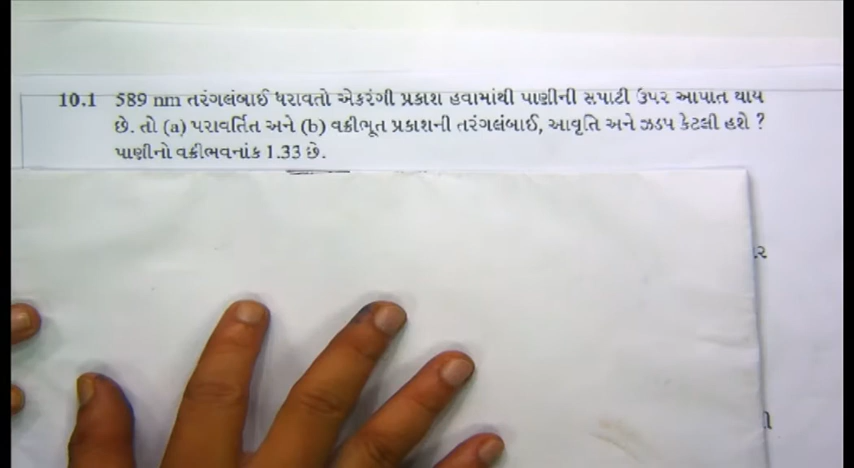 10.1 589 nm તરંગલંબાઈ ધરાવતો એકરંગી પ્રકાશ હવામાંથી પાણીની સપાટી ઉપર આપાત થાય
છે. તો (a) પરાવર્તિત અને (b) વક્રીભૂત પ્રકાશની તરંગલંબાઈ, આવૃતિ અને ઝડપ કેટલી હશે ?
પાણીનો વક્રીભવનાંક 1.33 છે.